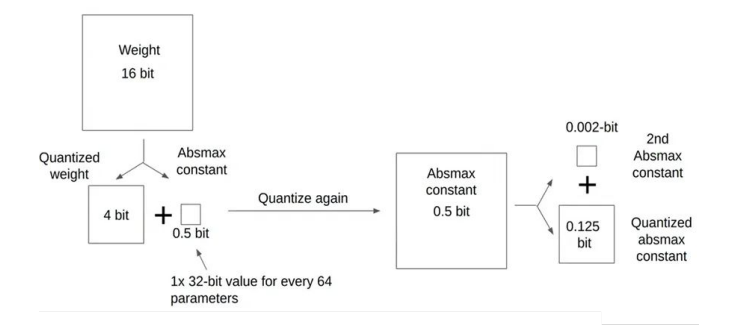 Weight
16 bit
Quantized
weight
Absmax
constant
4 bit
+
0.5 bit
1x 32-bit value for every 64
parameters
Quantize again
Absmax
constant
0.5 bit
0.002-bit
2nd
Absmax
constant
+
0.125
bit
Quantized
absmax
constant